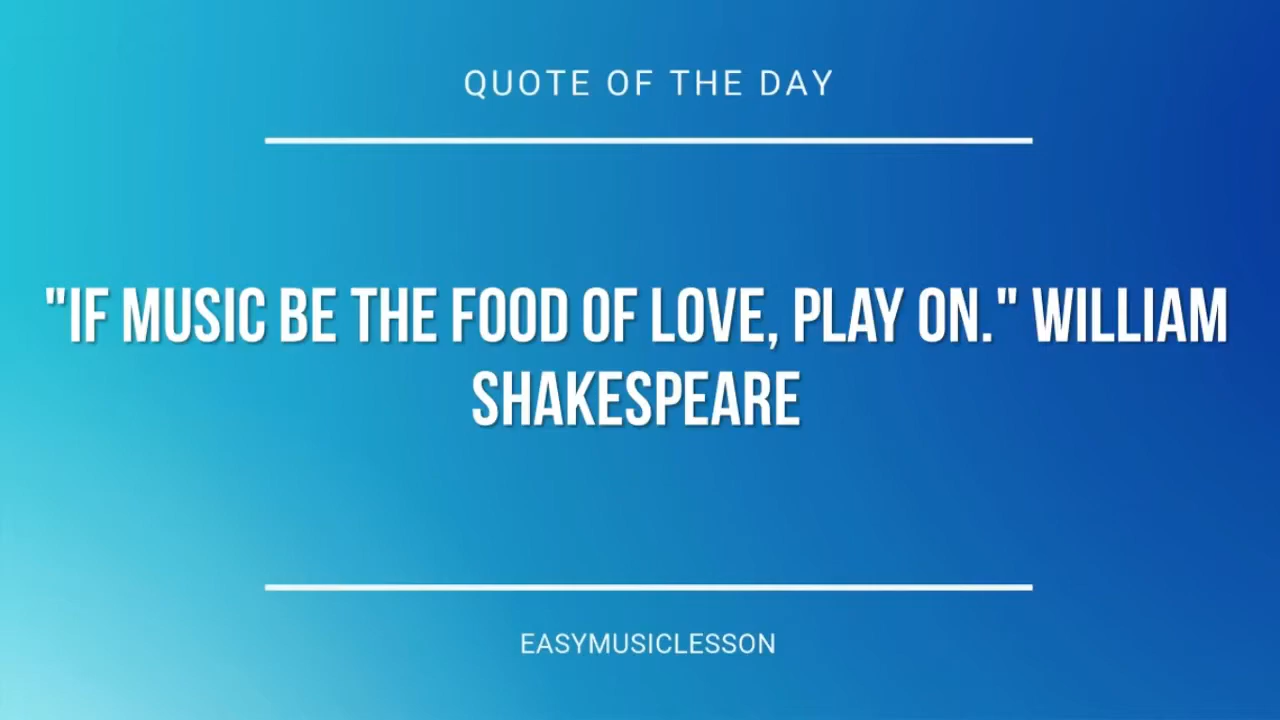 QUOTE OF THE DAY
"IF MUSIC BE THE FOOD OF LOVE, PLAY ON." WILLIAM
SHAKESPEARE
EASYMUSICLESSON